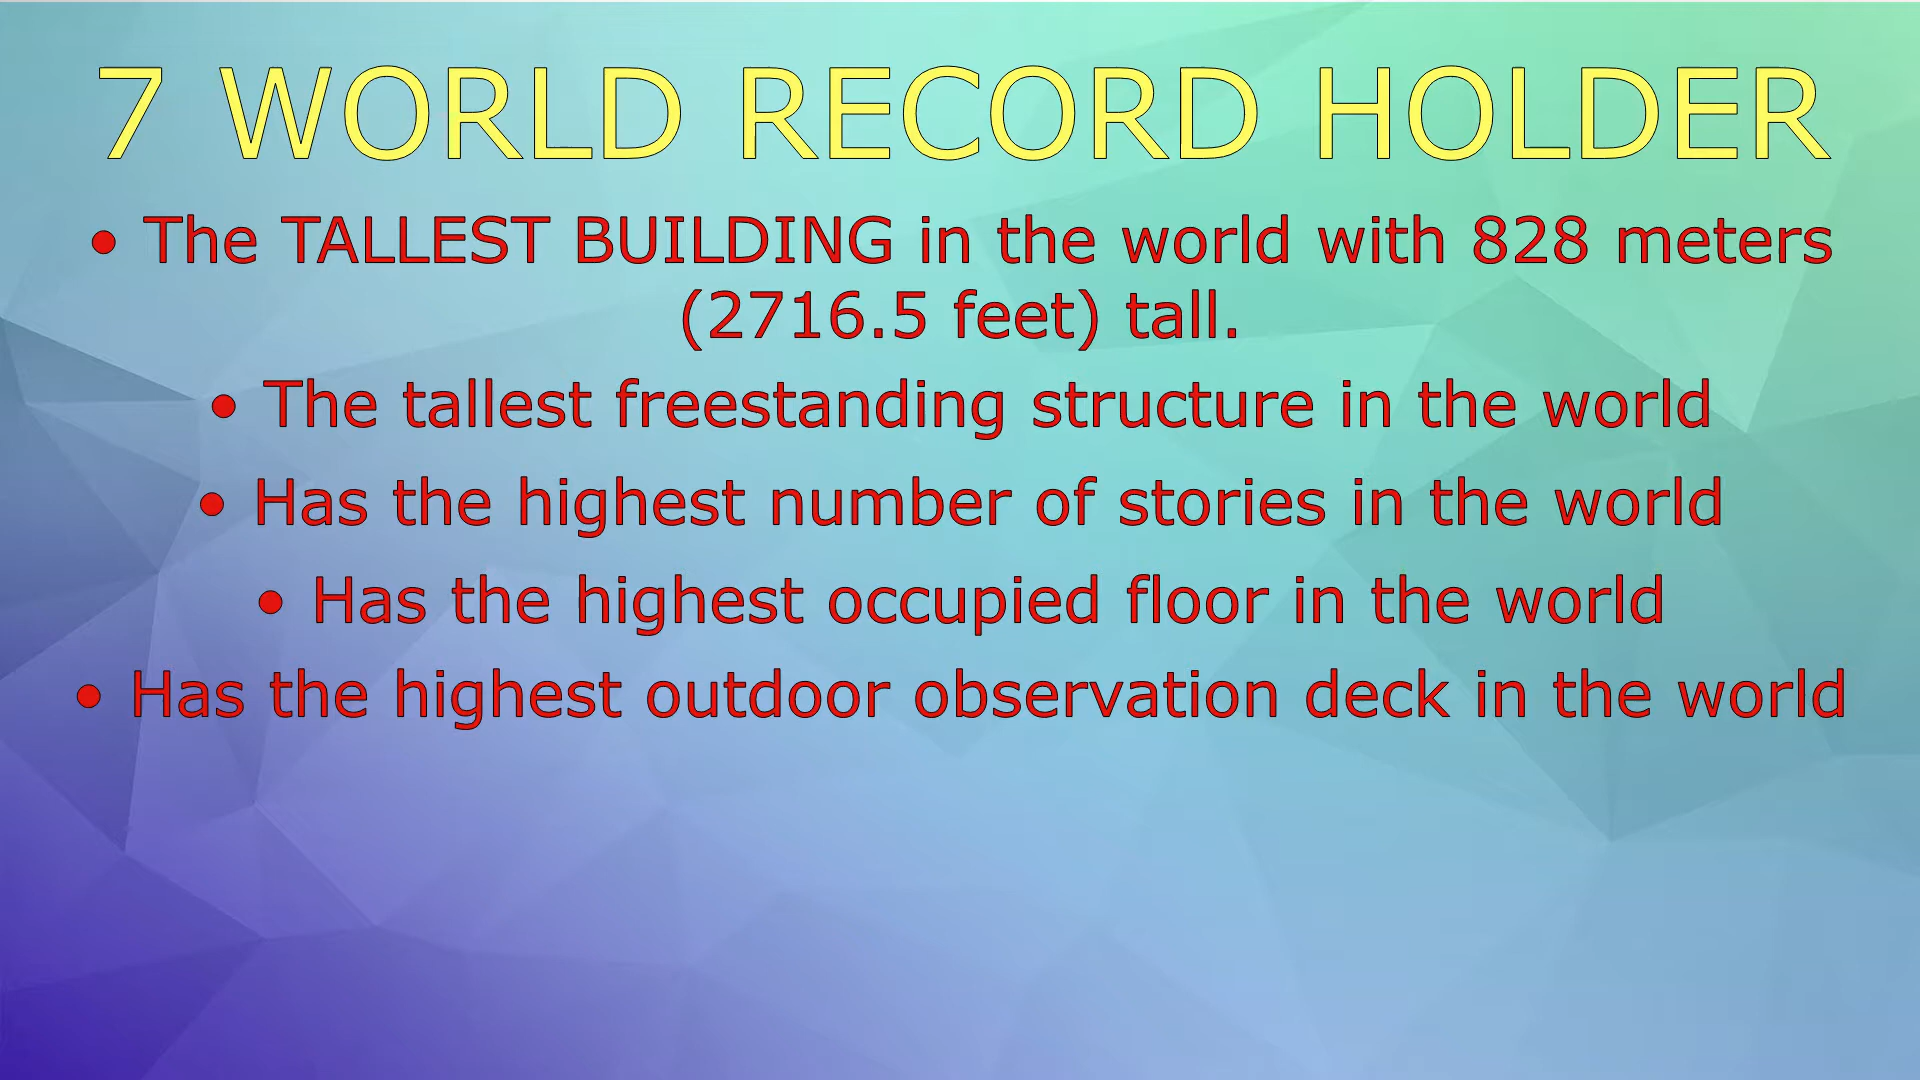 7 WORLD RECORD HOLDER
• The TALLEST BUILDING in the world with 828 meters
(2716.5 feet) tall.
• The tallest freestanding structure in the world
• Has the highest number of stories in the world
• Has the highest occupied floor in the world
• Has the highest outdoor observation deck in the world